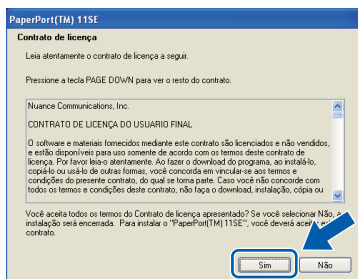 PaperPort(TM) 11SE
Contrato de licença
Leia atentamente o contrato de licença a seguir.
Pressione a tecla PAGE DOWN para ver o resto do contrato.
Nuance Communications, Inc.
CONTRATO DE LICENÇA DO USUARIO FINAL
O software e materiais fornecidos mediante este contrato são licenciados e não vendidos,
e estão disponíveis para uso somente de acordo com os termos deste contrato de
licença. Por favor leia-o atentamente. Ao fazer o download do programa, ao instalá-lo,
copiá-lo ou usá-lo de outras formas, você concorda em vincular-se aos termos e
condições do presente contrato, do qual se torna parte. Caso você não concorde com
todos os termos e condições deste contrato, não faça o download, instalação, cópia ou
Você aceita todos os termos do Contrato de licença apresentado? Se você selecionar Não, a
instalação será encerrada. Para instalar o "PaperPort(TM) 11SE", você deverá aceitar
contrato.
Sim
Não